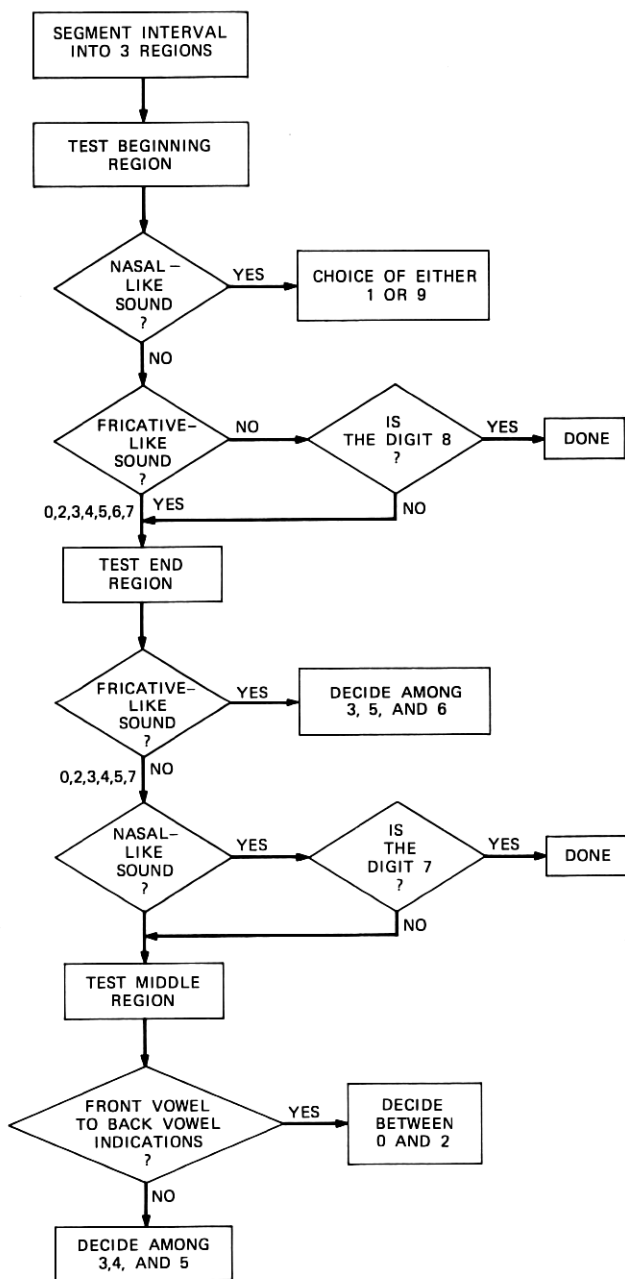 SEGMENT INTERVAL
INTO 3 REGIONS
TEST BEGINNING
REGION
NASAL-
LIKE
SOUND
?
YES
CHOICE OF EITHER
1 OR 9
NO
FRICATIVE-
LIKE
SOUND
?
NO
IS
THE DIGIT 8
?
YES
DONE
0,2,3,4,5,6,7
YES
NO
TEST END
REGION
FRICATIVE-
LIKE
SOUND
?
YES
DECIDE AMONG
3, 5, AND 6
0,2,3,4,5,7
NO
NASAL-
LIKE
SOUND
?
YES
IS
THE
DIGIT 7
?
YES
DONE
NO
TEST MIDDLE
REGION
FRONT VOWEL
TO BACK VOWEL
INDICATIONS
?
YES
DECIDE
BETWEEN
0 AND 2
NO
DECIDE AMONG
3,4, AND 5